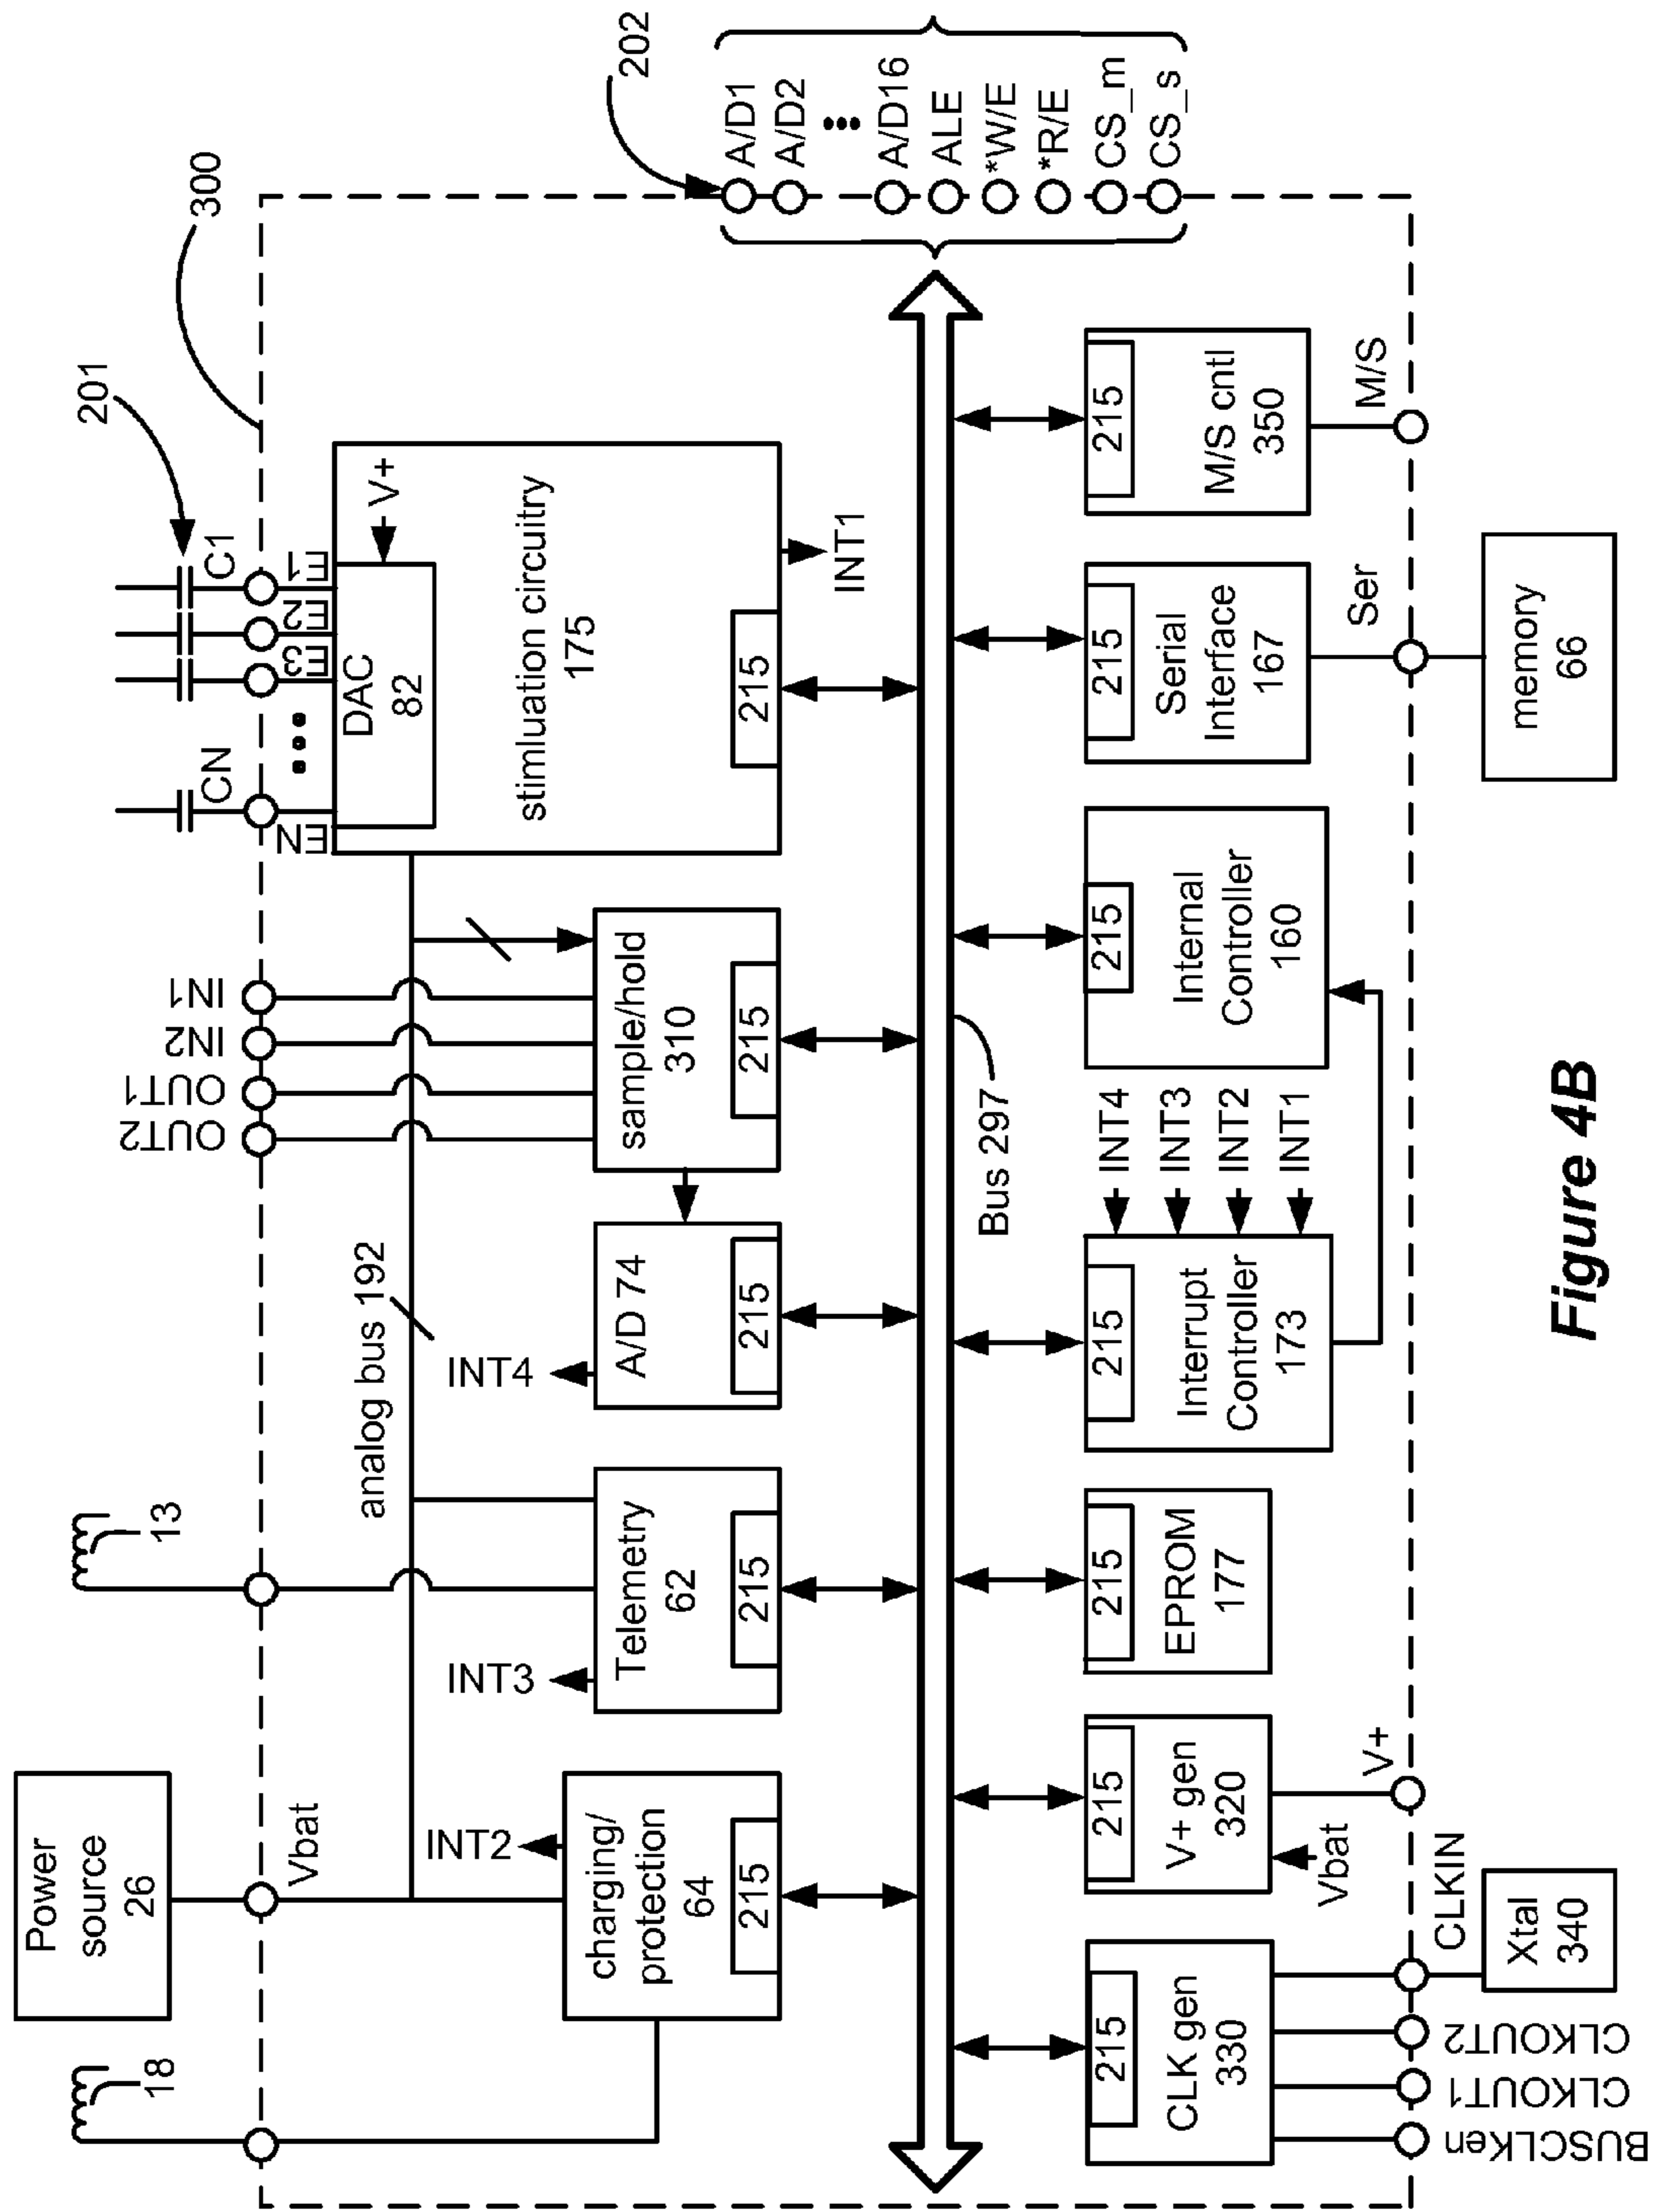 18
Power
source
26
Vbat
13
analog bus 192
OUT2
OUT1
IN2
IN1
CN
C1
201
300
202
EN
E3
E2
E1
DAC
82
V+
stimluation circuitry
175
215
INT1
INT2
charging/
protection
64
215
INT3
Telemetry
62
215
INT4
A/D 74
215
sample/hold
310
215
A/D1
A/D2
A/D16
ALE
*W/E
*R/E
CS_m
CS_s
Bus 297
215
CLK gen
330
215
V+ gen
320
Vbat
215
EPROM
177
215
Interrupt
Controller
173
INT4
INT3
INT2
INT1
215
Internal
Controller
160
215
Serial
Interface
167
215
M/S cntl
350
BUSCLKen
CLKOUT1
CLKOUT2
CLKIN
Xtal
340
V+
Ser
memory
66
M/S
Figure 4B